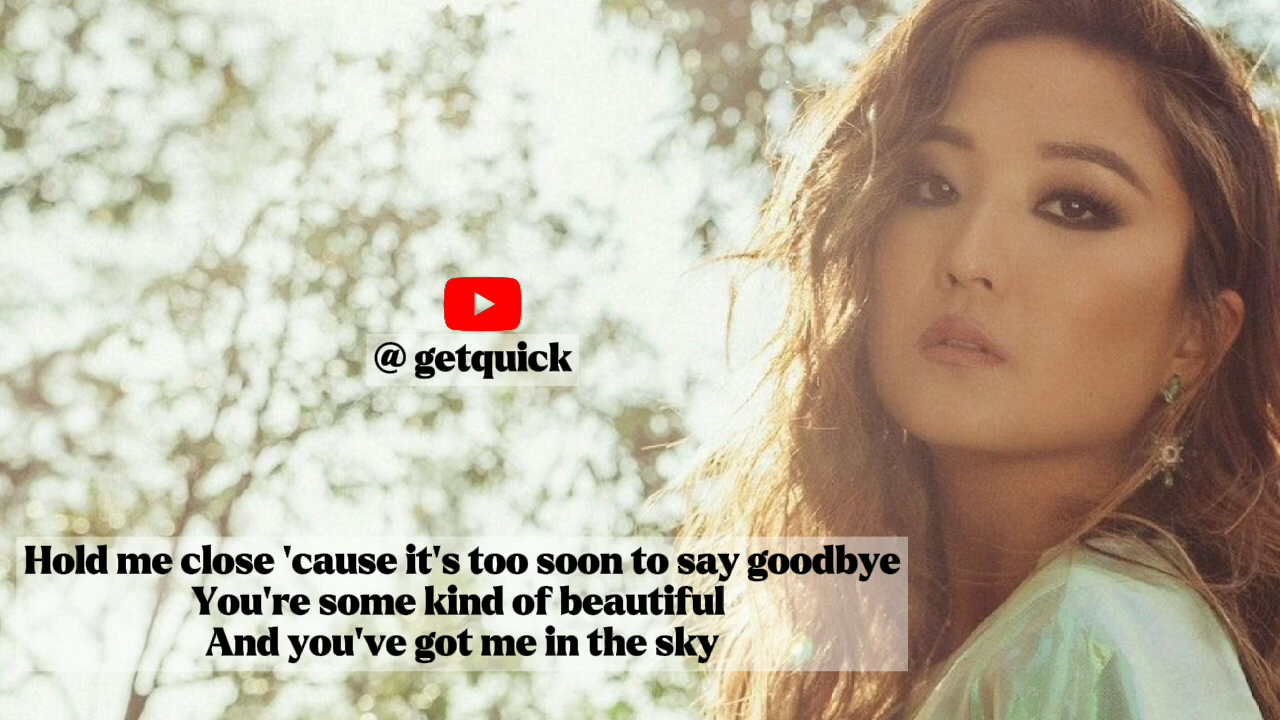 @ getquick
Hold me close 'cause it's too soon to say goodbye
You're some kind of beautiful
And you've got me in the sky